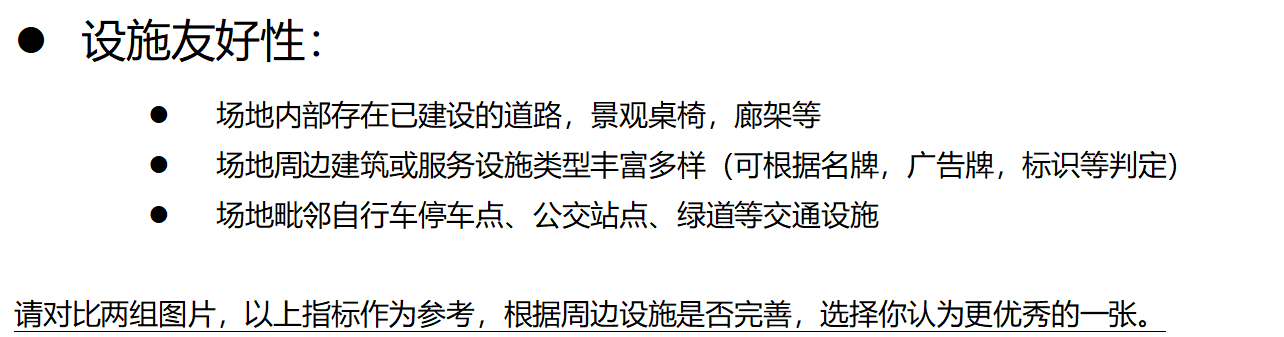 ● 设施友好性：
● 场地内部存在已建设的道路，景观桌椅，廊架等
● 场地周边建筑或服务设施类型丰富多样（可根据名牌，广告牌，标识等判定）
● 场地毗邻自行车停车点、公交站点、绿道等交通设施
请对比两组图片，以上指标作为参考，根据周边设施是否完善，选择你认为更优秀的一张。